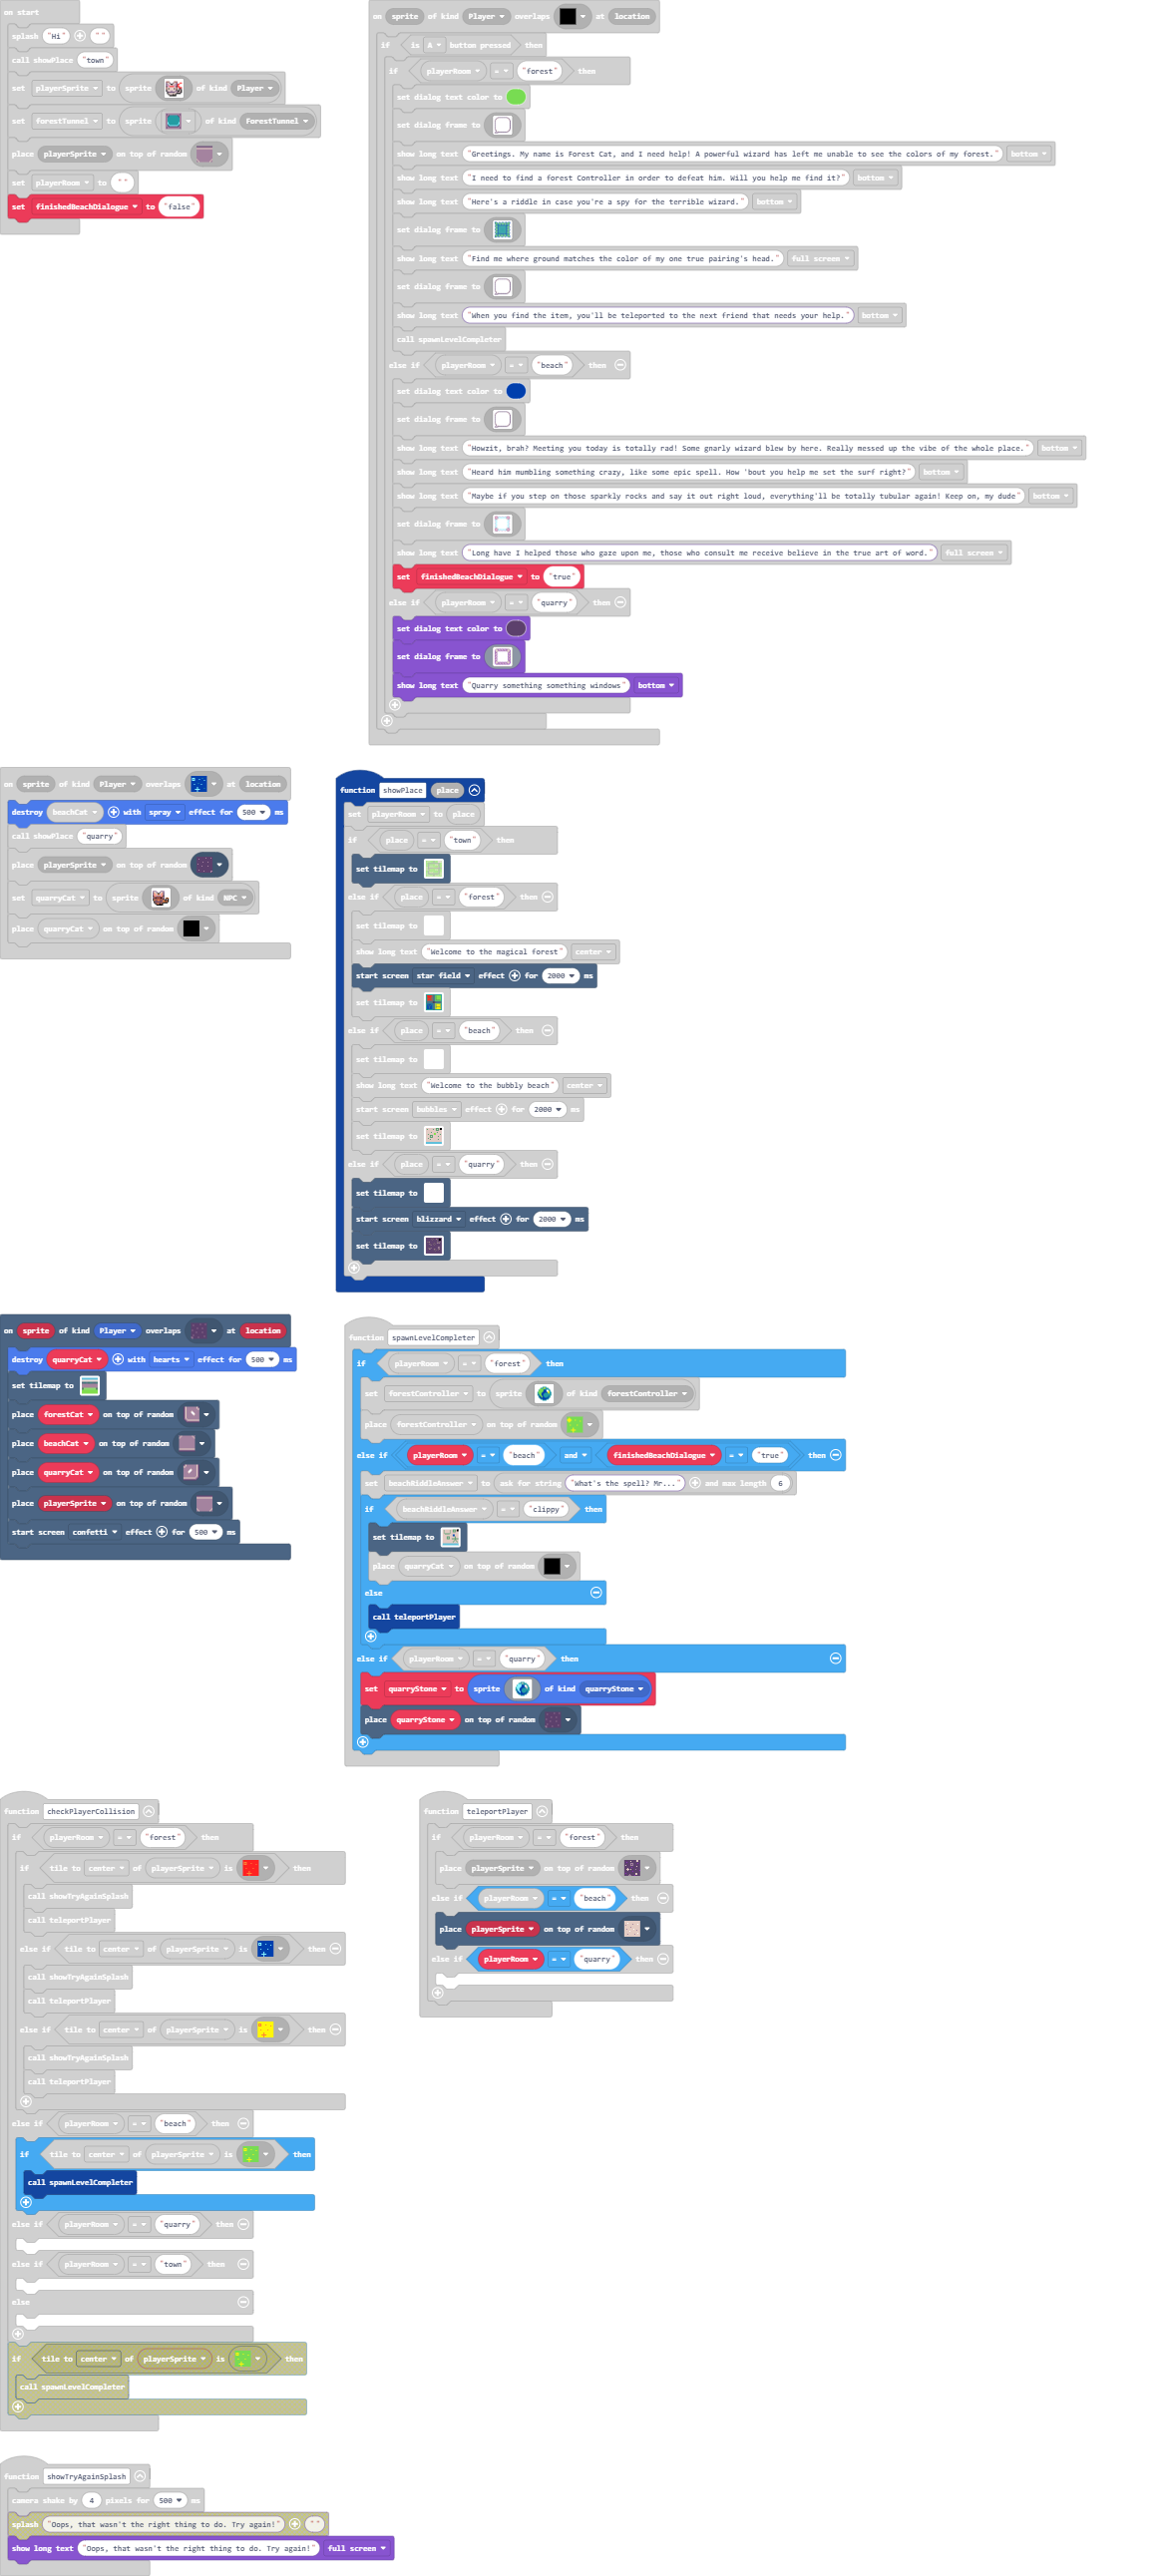 on start
splash "Hi" ""
call showPlace "town"
set playerSprite to sprite of kind Player
set forestTunnel to sprite of kind ForestTunnel
place playerSprite on top of random
set playerRoom to ""
set finishedBeachDialogue to "false"
on sprite of kind Player overlaps at location
if is A button pressed then
if playerRoom = "forest" then
set dialog text color to
set dialog frame to
show long text "Greetings. My name is Forest Cat, and I need help! A powerful wizard has left me unable to see the colors of my forest." bottom
show long text "I need to find a forest Controller in order to defeat him. Will you help me find it?" bottom
show long text "Here's a riddle in case you're a spy for the terrible wizard." bottom
set dialog frame to
show long text "Find me where ground matches the color of my one true pairing's head." full screen
set dialog frame to
show long text "When you find the item, you'll be teleported to the next friend that needs your help." bottom
call spawnLevelCompleter
else if playerRoom = "beach" then
set dialog text color to
set dialog frame to
show long text "Howzit, brah? Meeting you today is totally rad! Some gnarly wizard blew by here. Really messed up the vibe of the whole place." bottom
show long text "Heard him mumbling something crazy, like some epic spell. How 'bout you help me set the surf right?" bottom
show long text "Maybe if you step on those sparkly rocks and say it out right loud, everything'll be totally tubular again! Keep on, my dude" bottom
set dialog frame to
show long text "Long have I helped those who gaze upon me, those who consult me receive believe in the true art of word." full screen
set finishedBeachDialogue to "true"
else if playerRoom = "quarry" then
set dialog text color to
set dialog frame to
show long text "Quarry something something windows" bottom
on sprite of kind Player overlaps at location
destroy beachCat with spray effect for 500 ms
call showPlace "quarry"
place playerSprite on top of random
set quarryCat to sprite of kind NPC
place quarryCat on top of random
function showPlace place
set playerRoom to place
if place = "town" then
set tilemap to
else if place = "forest" then
set tilemap to
show long text "Welcome to the magical forest" center
start screen star field effect for 2000 ms
set tilemap to
else if place = "beach" then
set tilemap to
show long text "Welcome to the bubbly beach" center
start screen bubbles effect for 2000 ms
set tilemap to
else if place = "quarry" then
set tilemap to
start screen blizzard effect for 2000 ms
set tilemap to
on sprite of kind Player overlaps at location
destroy quarryCat with hearts effect for 500 ms
set tilemap to
place forestCat on top of random
place beachCat on top of random
place quarryCat on top of random
place playerSprite on top of random
start screen confetti effect for 500 ms
function spawnLevelCompleter
if playerRoom = "forest" then
set forestController to sprite of kind forestController
place forestController on top of random
else if playerRoom = "beach" and finishedBeachDialogue = "true" then
set beachRiddleAnswer to ask for string "What's the spell? Mr..." and max length 6
if beachRiddleAnswer = "clippy" then
set tilemap to
place quarryCat on top of random
else
call teleportPlayer
else if playerRoom = "quarry" then
set quarryStone to sprite of kind quarryStone
place quarryStone on top of random
function checkPlayerCollision
if playerRoom = "forest" then
if tile to center of playerSprite is then
call showTryAgainSplash
call teleportPlayer
else if tile to center of playerSprite is then
call showTryAgainSplash
call teleportPlayer
else if tile to center of playerSprite is then
call showTryAgainSplash
call teleportPlayer
else if playerRoom = "beach" then
if tile to center of playerSprite is then
call spawnLevelCompleter
else if playerRoom = "quarry" then
else if playerRoom = "town" then
else
if tile to center of playerSprite is then
call spawnLevelCompleter
function teleportPlayer
if playerRoom = "forest" then
place playerSprite on top of random
else if playerRoom = "beach" then
place playerSprite on top of random
else if playerRoom = "quarry" then
function showTryAgainSplash
camera shake by 4 pixels for 500 ms
splash "Oops, that wasn't the right thing to do. Try again!" ""
show long text "Oops, that wasn't the right thing to do. Try again!" full screen